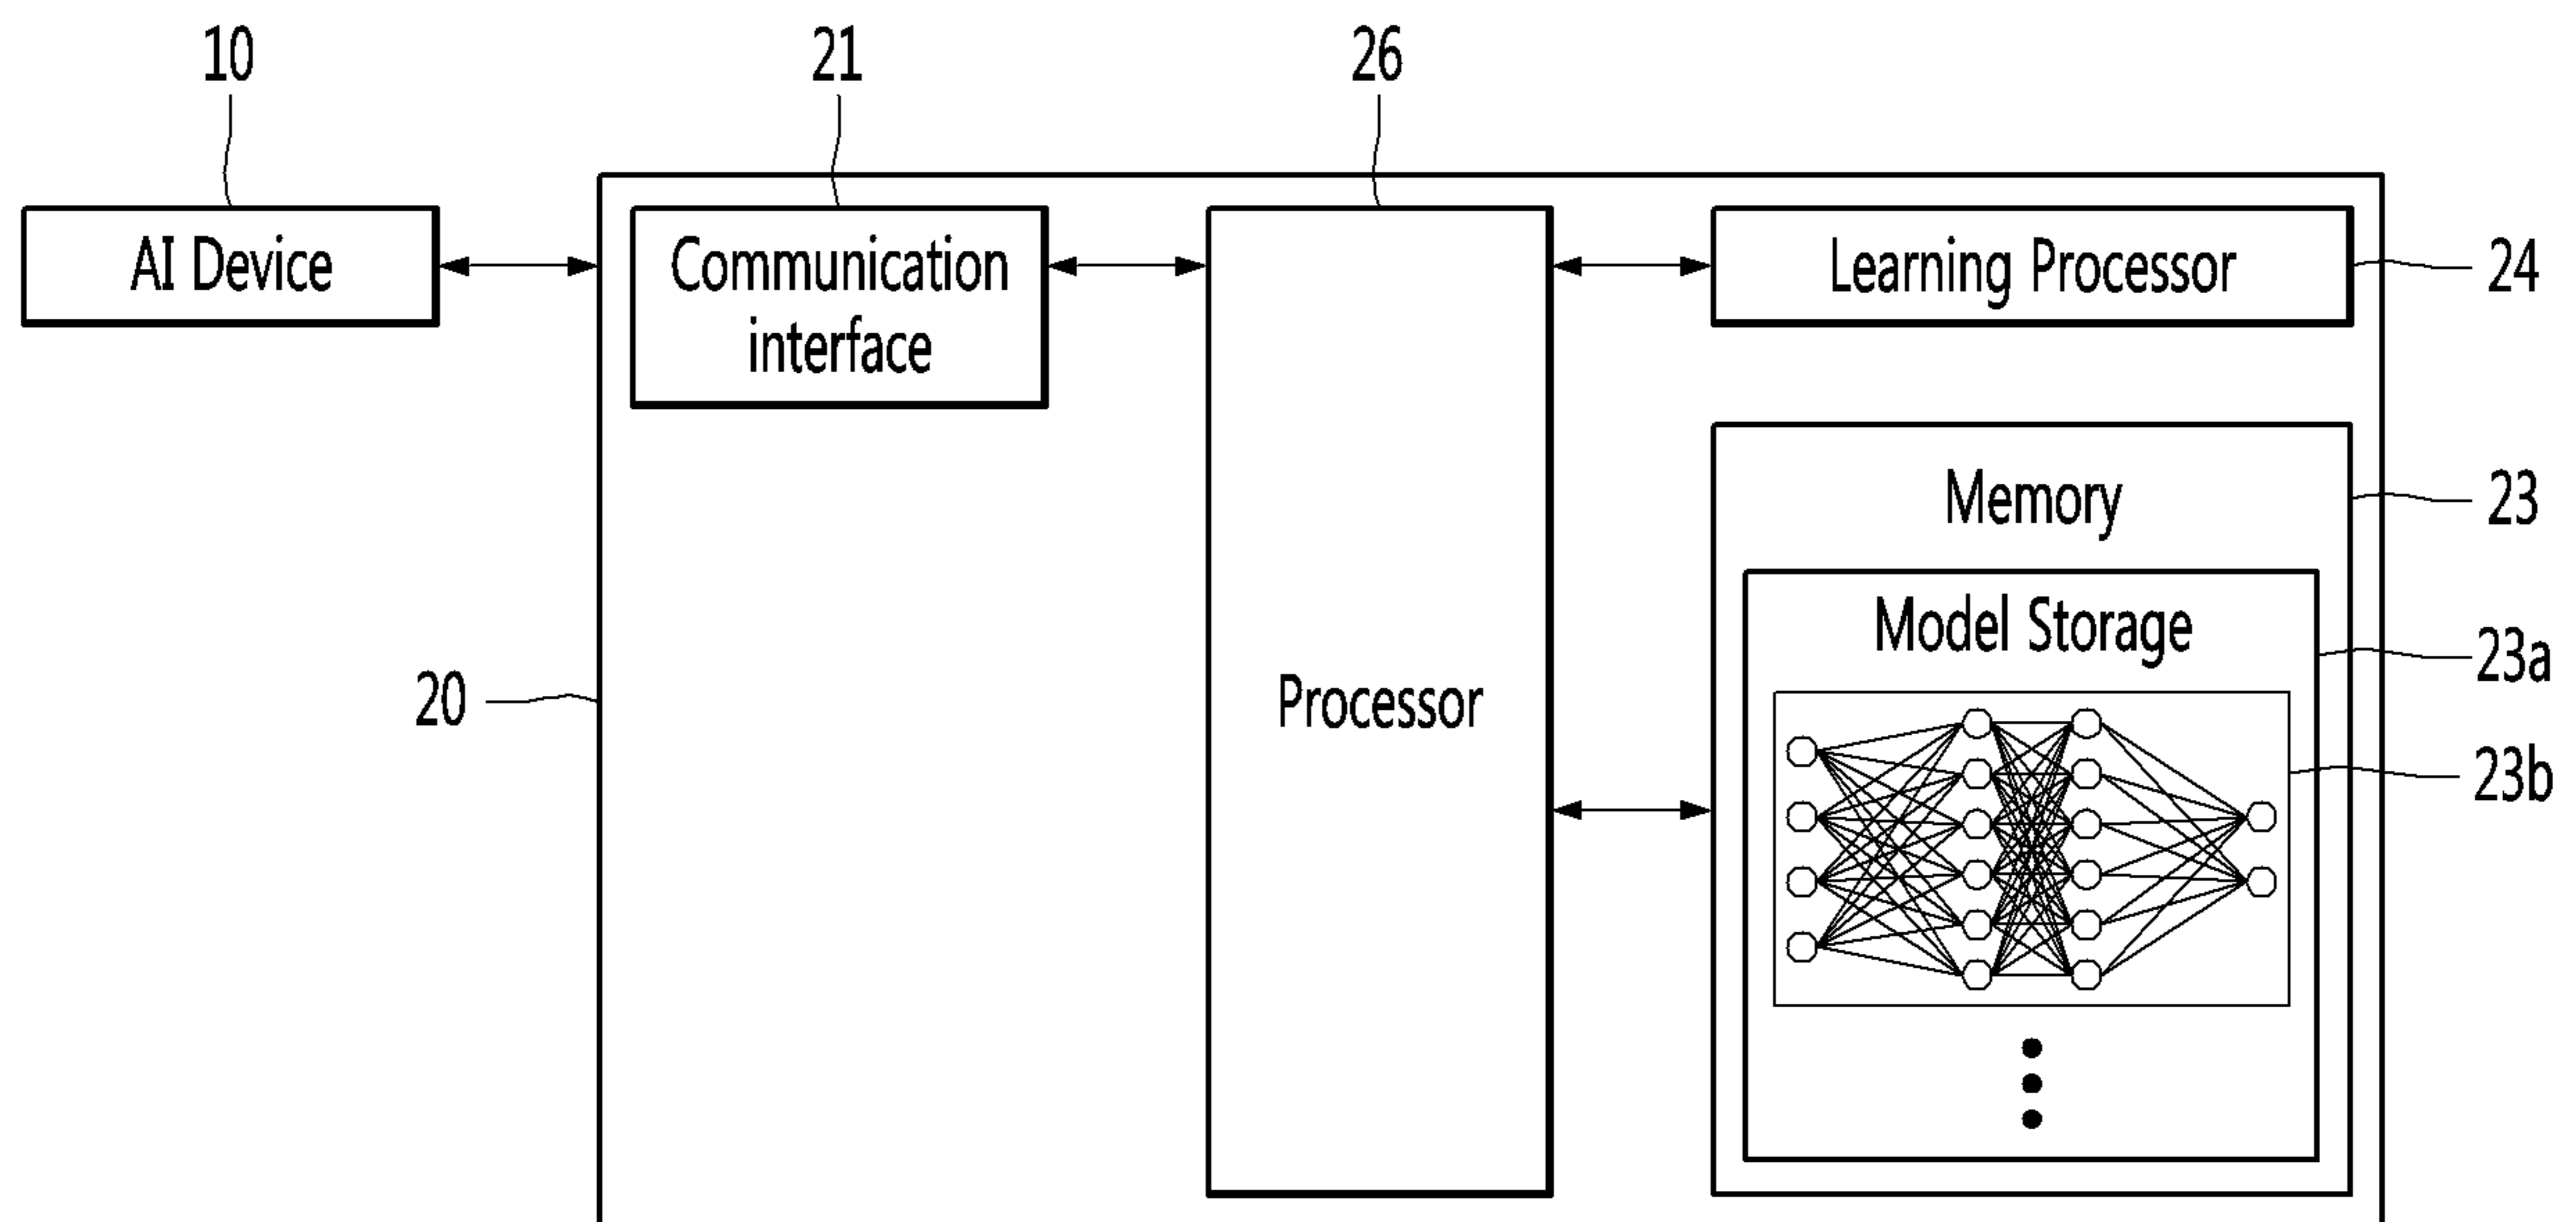 10
21
26
AI Device
Communication
interface
Learning Processor
24
Memory
23
Model Storage
23a
20
Processor
23b